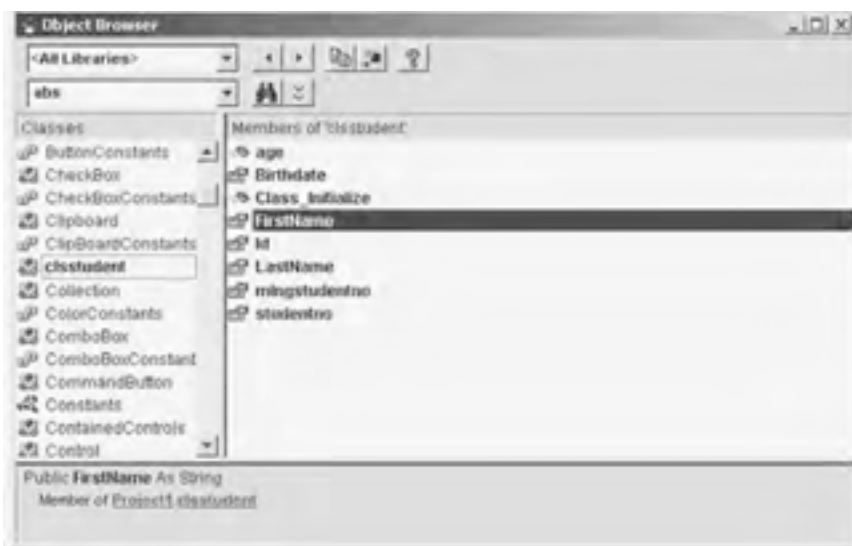 Object Browser
<All Libraries>
abs
Classes
ButtonConstants
CheckBox
CheckBoxConstants
Clipboard
ClipBoardConstants
clsstudent
Collection
ColorConstants
ComboBox
ComboBoxConstant
CommandButton
Constants
ContainedControls
Control
Members of 'clsstudent'
age
Birthdate
Class_Initialize
FirstName
Id
LastName
mingstudentno
studentno
Public FirstName As String
Member of Project1.clsstudent